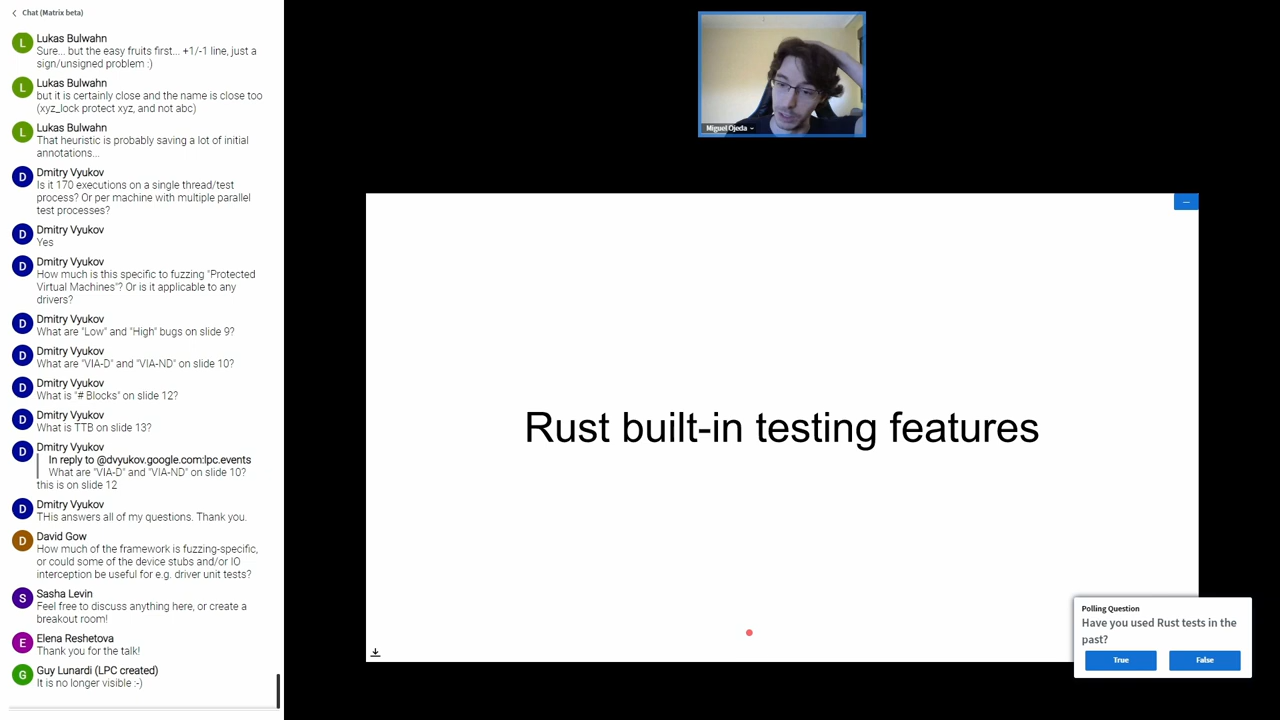 Chat (Matrix beta)
L
Lukas Bulwahn
Sure... but the easy fruits first... +1/-1 line, just a
sign/unsigned problem :)
L
Lukas Bulwahn
but it is certainly close and the name is close too
(xyz_lock protect xyz, and not abc)
L
Lukas Bulwahn
That heuristic is probably saving a lot of initial
annotations...
D
Dmitry Vyukov
Is it 170 executions on a single thread/test
process? Or per machine with multiple parallel
test processes?
D
Dmitry Vyukov
Yes
D
Dmitry Vyukov
How much is this specific to fuzzing "Protected
Virtual Machines"? Or is it applicable to any
drivers?
D
Dmitry Vyukov
What are "Low" and "High" bugs on slide 9?
D
Dmitry Vyukov
What are "VIA-D" and "VIA-ND" on slide 10?
D
Dmitry Vyukov
What is "# Blocks" on slide 12?
D
Dmitry Vyukov
What is TTB on slide 13?
D
Dmitry Vyukov
In reply to @dvyukov.google.com:lpc.events
What are "VIA-D" and "VIA-ND" on slide 10?
this is on slide 12
D
Dmitry Vyukov
THis answers all of my questions. Thank you.
D
David Gow
How much of the framework is fuzzing-specific,
or could some of the device stubs and/or IO
interception be useful for e.g. driver unit tests?
S
Sasha Levin
Feel free to discuss anything here, or create a
breakout room!
E
Elena Reshetova
Thank you for the talk!
G
Guy Lunardi (LPC created)
It is no longer visible :-)
Miguel Ojeda
Rust built-in testing features
Polling Question
Have you used Rust tests in the
past?
True
False